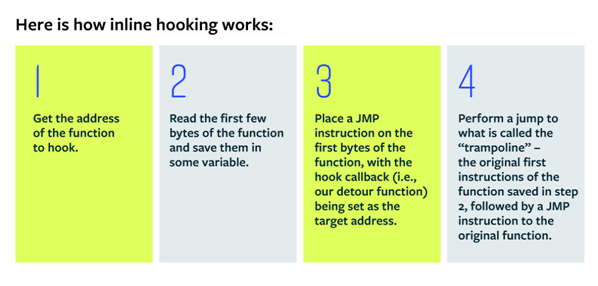 Here is how inline hooking works:
1
Get the address
of the function
to hook.
2
Read the first few
bytes of the function
and save them in
some variable.
3
Place a JMP
instruction on the
first bytes of the
function, with the
hook callback (i.e.,
our detour function)
being set as the
target address.
4
Perform a jump to
what is called the
“trampoline” –
the original first
instructions of the
function saved in step
2, followed by a JMP
instruction to the
original function.